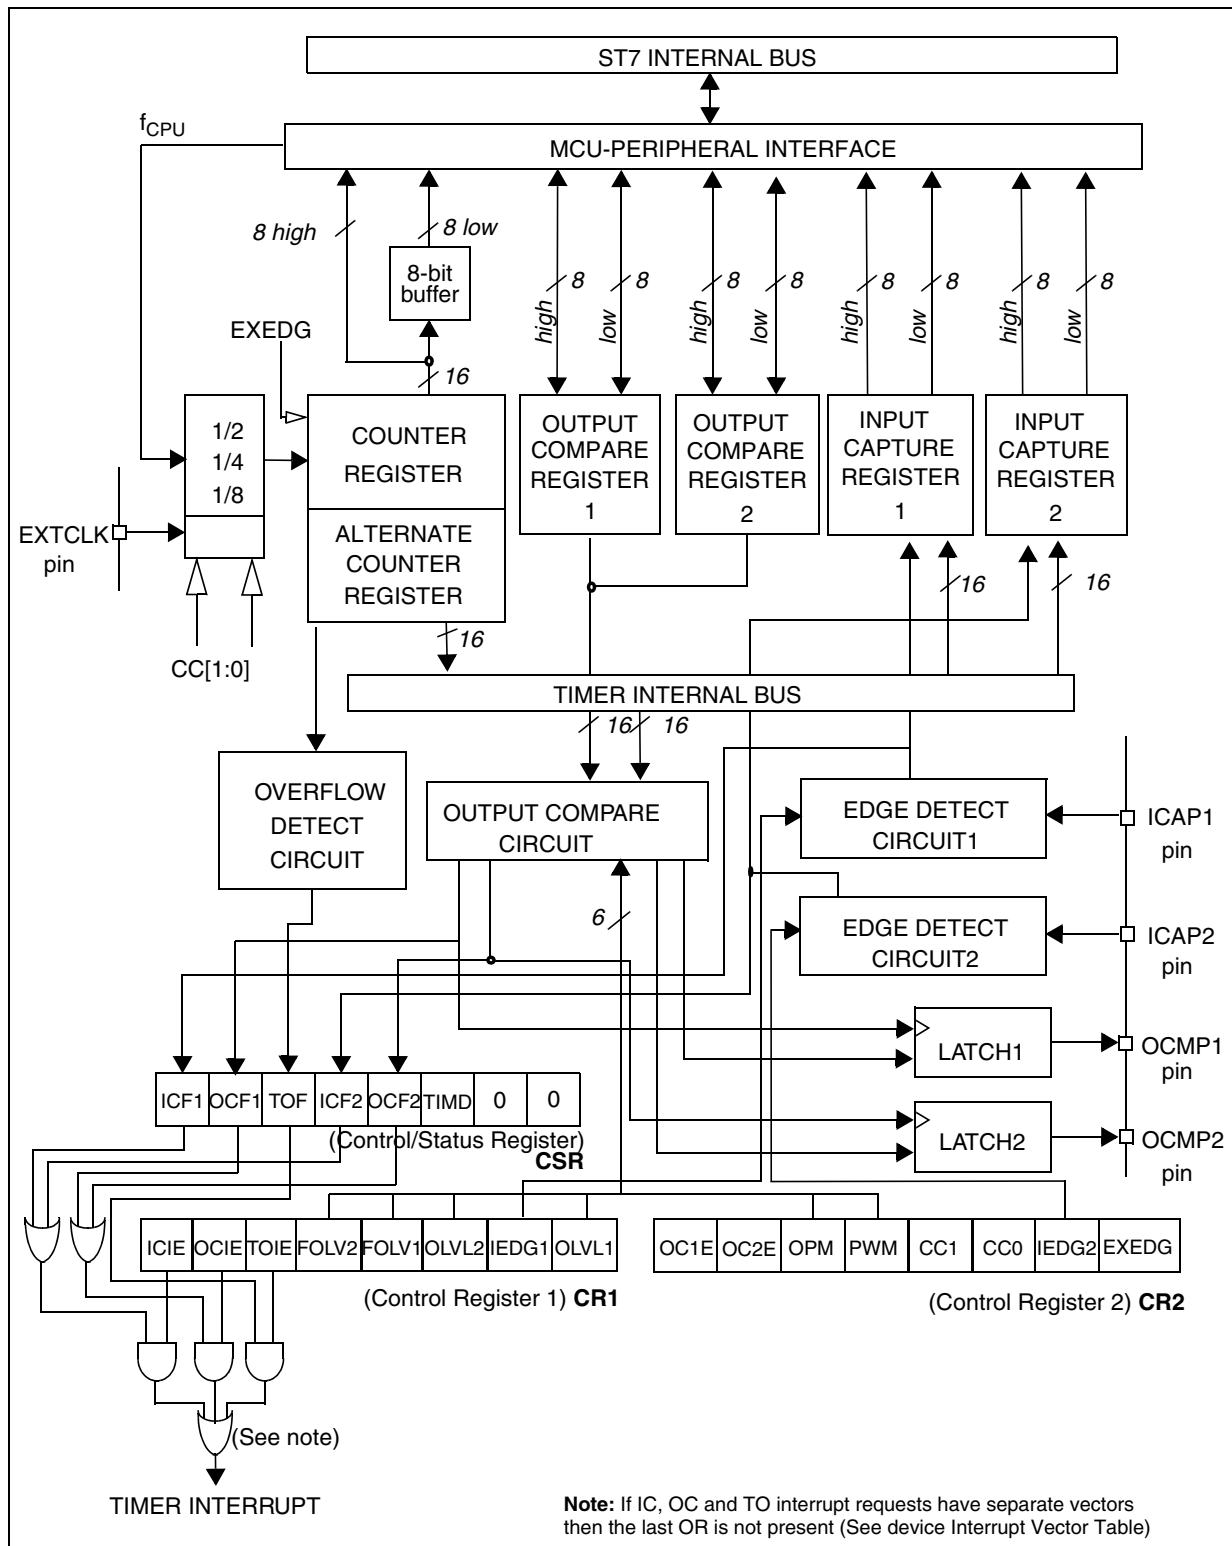 ST7 INTERNAL BUS
fCPU
MCU-PERIPHERAL INTERFACE
8 high
8 low
8-bit
buffer
8
8
8
8
8
8
8
8
high
low
high
low
high
low
high
low
EXEDG
16
1/2
1/4
1/8
COUNTER
REGISTER
ALTERNATE
COUNTER
REGISTER
OUTPUT
COMPARE
REGISTER
1
OUTPUT
COMPARE
REGISTER
2
INPUT
CAPTURE
REGISTER
1
INPUT
CAPTURE
REGISTER
2
EXTCLK
pin
CC[1:0]
16
16
16
TIMER INTERNAL BUS
16
16
OVERFLOW
DETECT
CIRCUIT
OUTPUT COMPARE
CIRCUIT
6
EDGE DETECT
CIRCUIT1
ICAP1
pin
EDGE DETECT
CIRCUIT2
ICAP2
pin
LATCH1
OCMP1
pin
LATCH2
OCMP2
pin
ICF1 OCF1 TOF ICF2 OCF2 TIMD 0 0
(Control/Status Register)
CSR
ICIE OCIE TOIE FOLV2 FOLV1 OLVL2 IEDG1 OLVL1
(Control Register 1) CR1
OC1E OC2E OPM PWM CC1 CC0 IEDG2 EXEDG
(Control Register 2) CR2
(See note)
TIMER INTERRUPT
Note: If IC, OC and TO interrupt requests have separate vectors
then the last OR is not present (See device Interrupt Vector Table)